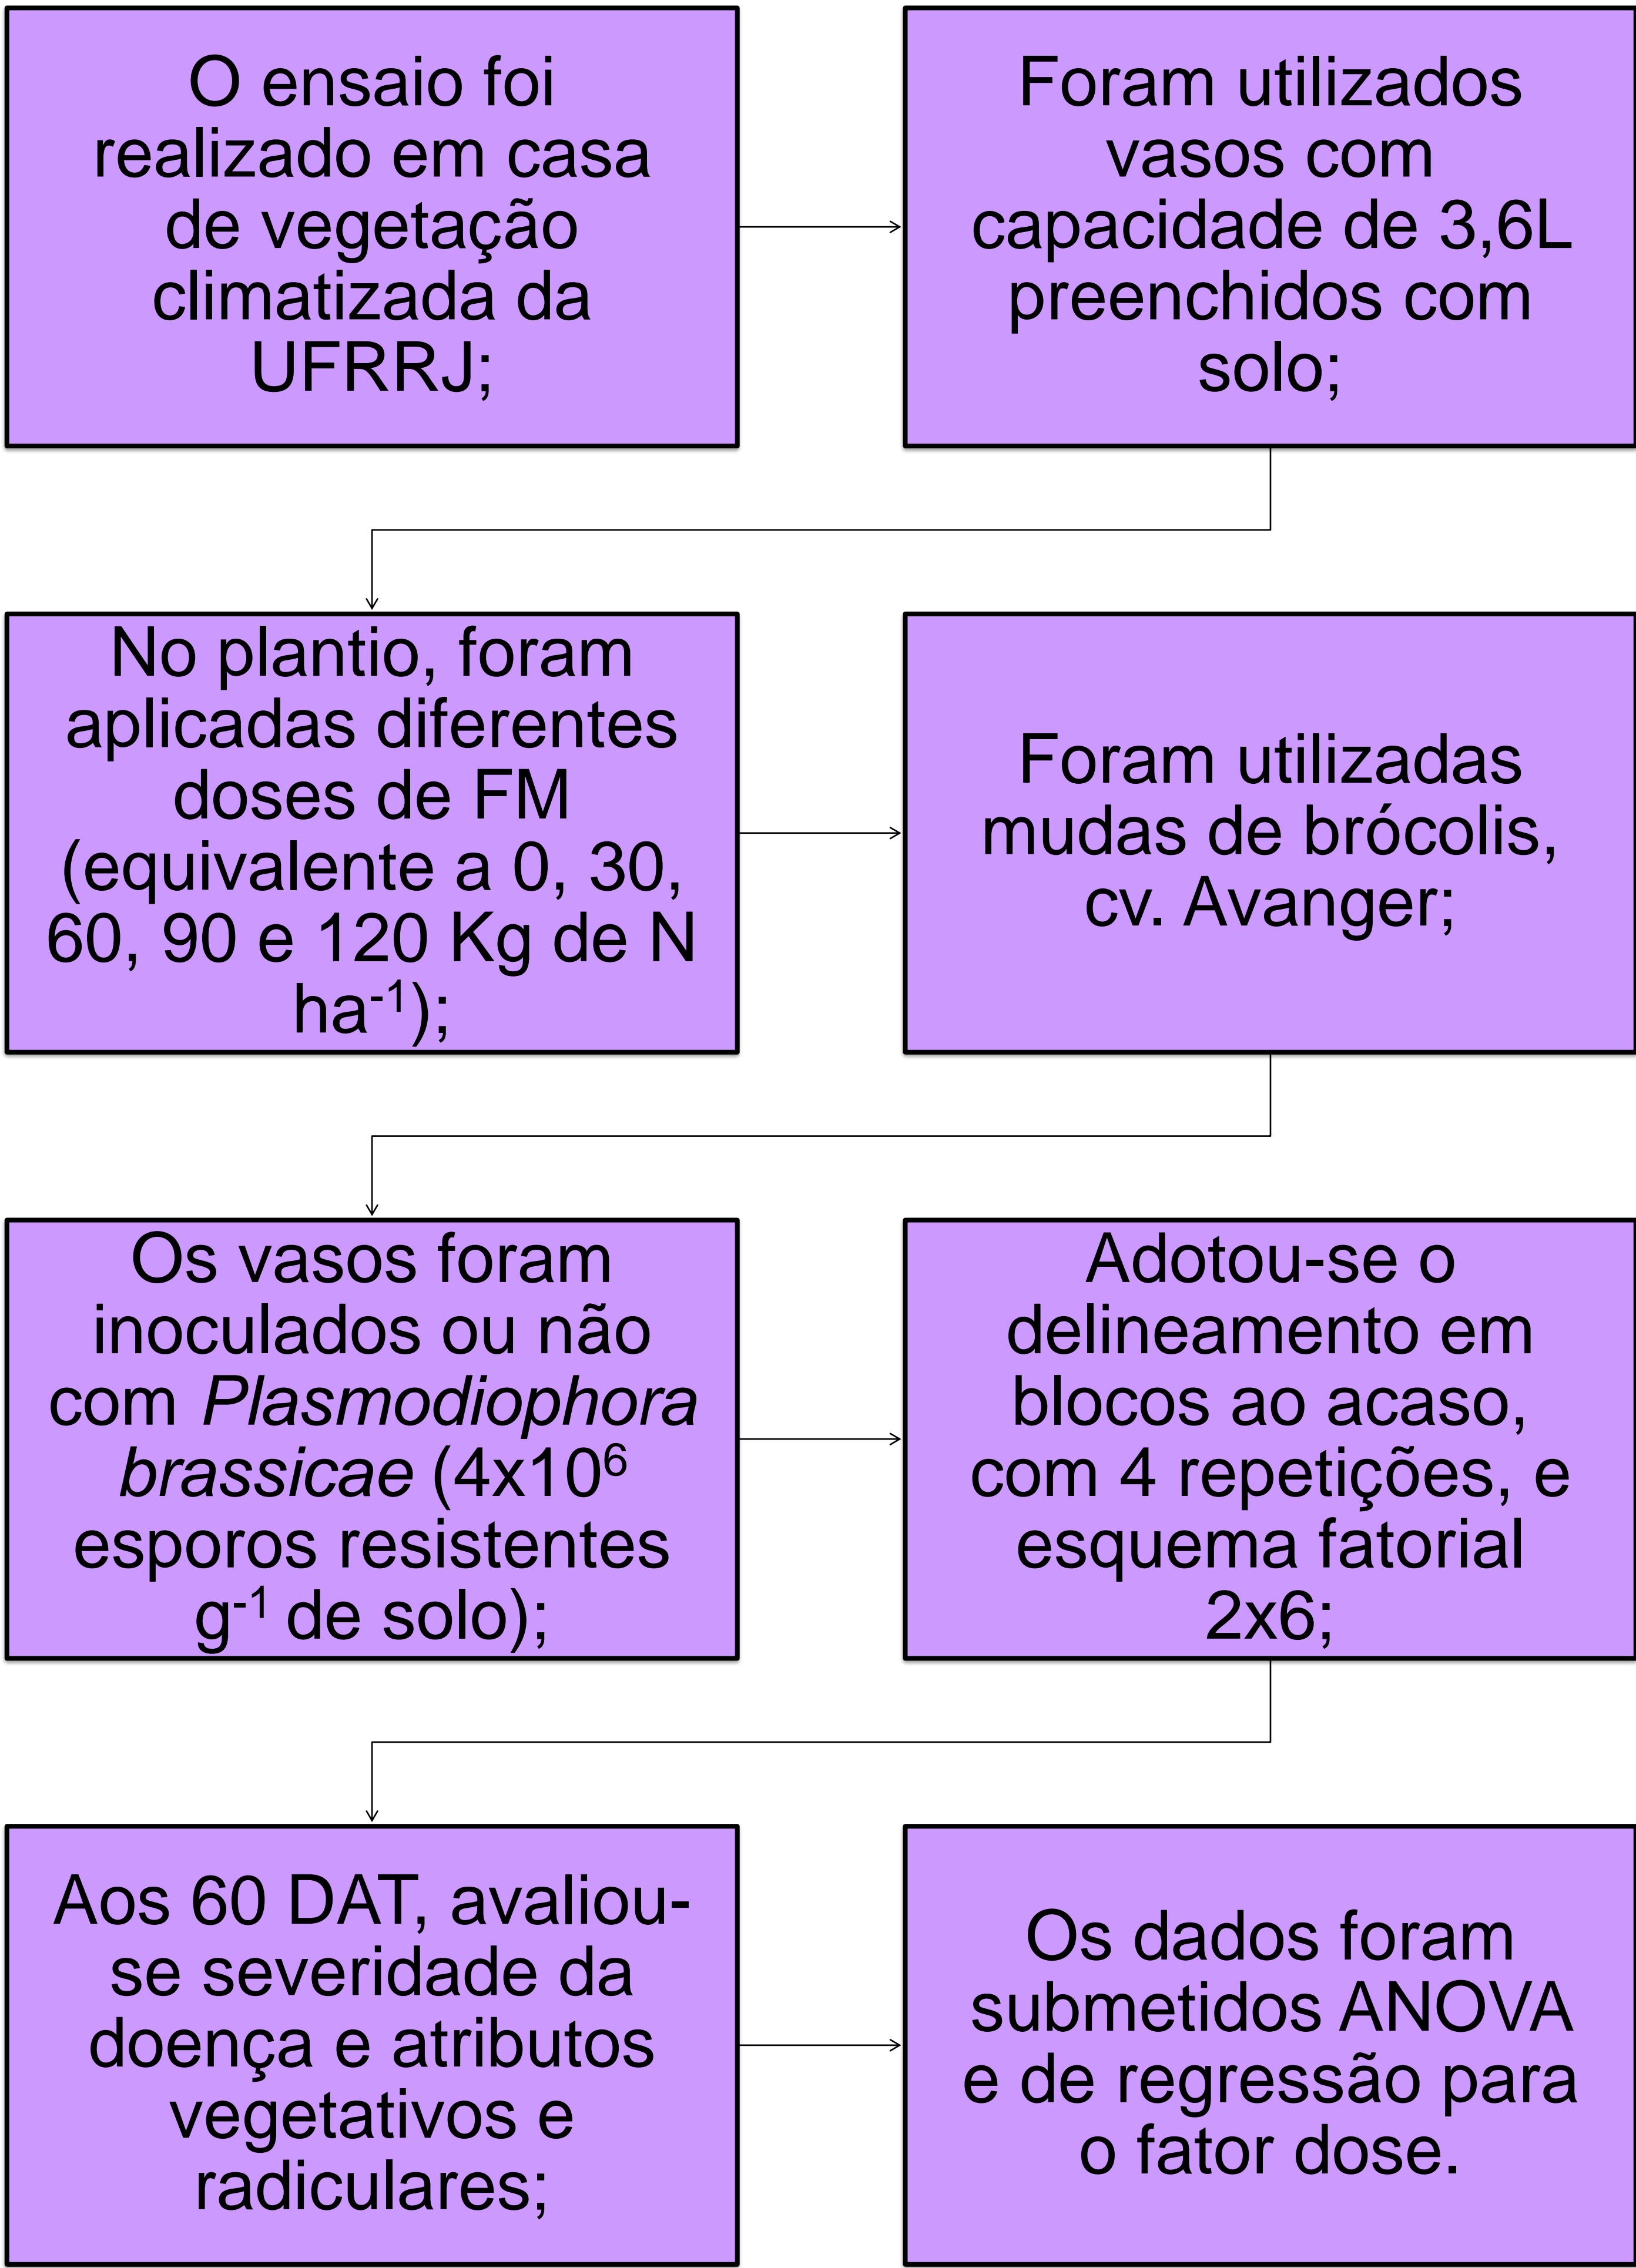 O ensaio foi
realizado em casa
de vegetação
climatizada da
UFRRJ;
Foram utilizados
vasos com
capacidade de 3,6L
preenchidos com
solo;
No plantio, foram
aplicadas diferentes
doses de FM
(equivalente a 0, 30,
60, 90 e 120 Kg de N
ha⁻¹);
Foram utilizadas
mudas de brócolis,
cv. Avanger;
Os vasos foram
inoculados ou não
com Plasmodiophora
brassicae (4x10⁶
esporos resistentes
g⁻¹ de solo);
Adotou-se o
delineamento em
blocos ao acaso,
com 4 repetições, e
esquema fatorial
2x6;
Aos 60 DAT, avaliou-
se severidade da
doença e atributos
vegetativos e
radiculares;
Os dados foram
submetidos ANOVA
e de regressão para
o fator dose.